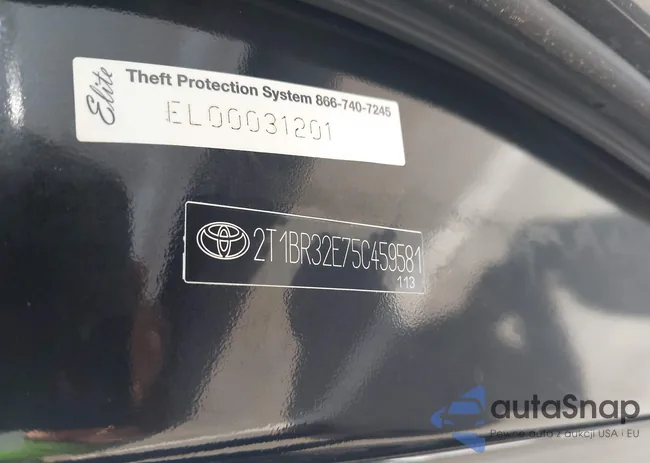 Elite
Theft Protection System 866-740-7245
EL00031201
2T1BR32E75C459581
113
autaSnap
Pewne auta z aukcji USA i EU